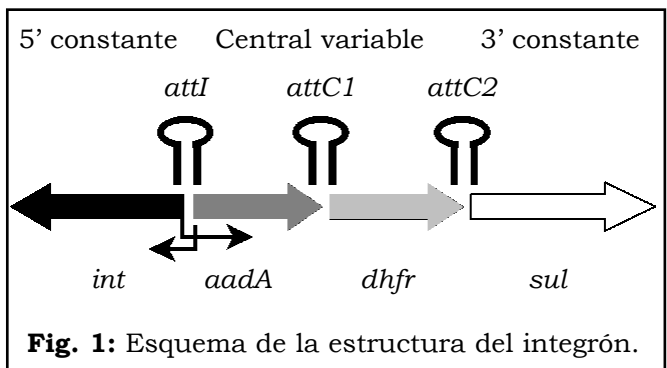 5’ constante Central variable 3’ constante
attI attC1 attC2
int aadA dhfr sul
Fig. 1: Esquema de la estructura del integrón.